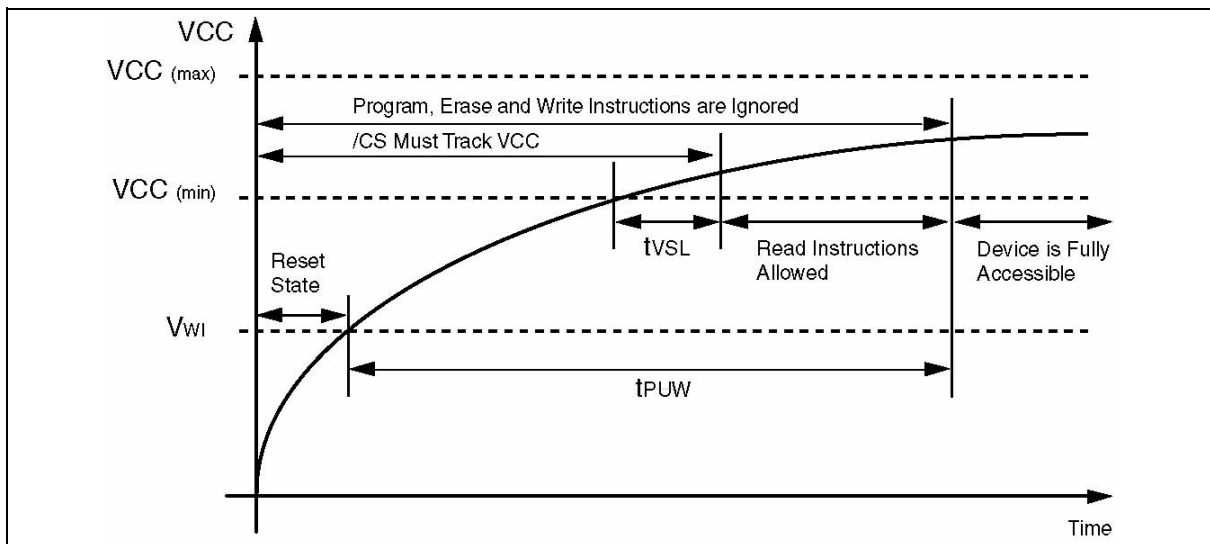 VCC
VCC (max)
Program, Erase and Write Instructions are Ignored
/CS Must Track VCC
VCC (min)
tVSL
Read Instructions
Allowed
Device is Fully
Accessible
Reset
State
VWI
tPUW
Time